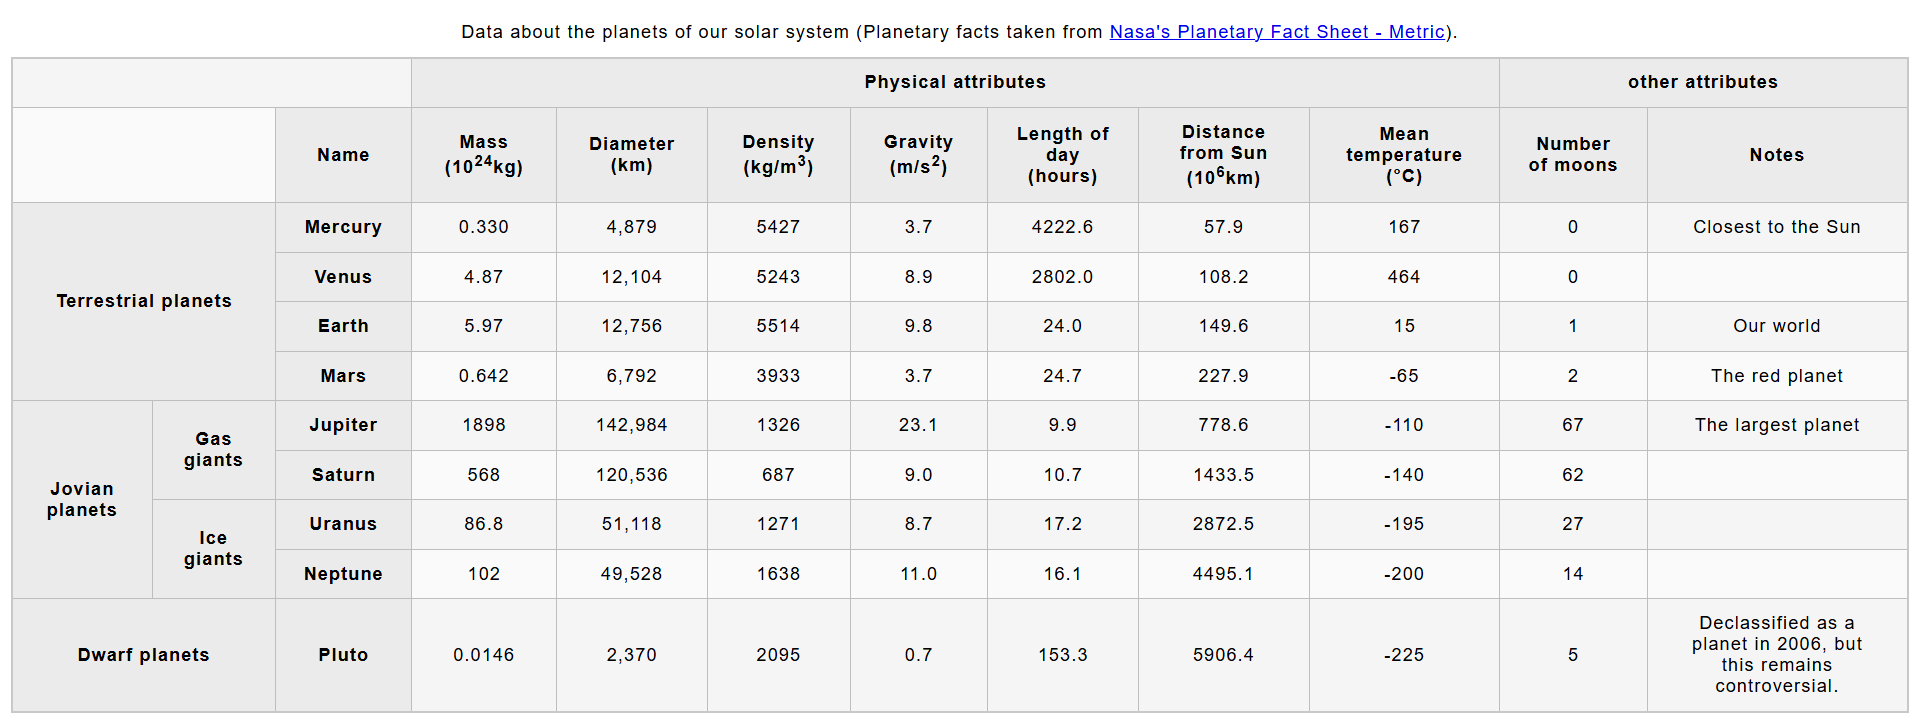 Data about the planets of our solar system (Planetary facts taken from Nasa's Planetary Fact Sheet - Metric).
Physical attributes other attributes
Name Mass (10²⁴kg) Diameter (km) Density (kg/m³) Gravity (m/s²) Length of day (hours) Distance from Sun (10⁶km) Mean temperature (°C) Number of moons Notes
Terrestrial planets Mercury 0.330 4,879 5427 3.7 4222.6 57.9 167 0 Closest to the Sun
Venus 4.87 12,104 5243 8.9 2802.0 108.2 464 0
Earth 5.97 12,756 5514 9.8 24.0 149.6 15 1 Our world
Mars 0.642 6,792 3933 3.7 24.7 227.9 -65 2 The red planet
Jovian planets Gas giants Jupiter 1898 142,984 1326 23.1 9.9 778.6 -110 67 The largest planet
Saturn 568 120,536 687 9.0 10.7 1433.5 -140 62
Ice giants Uranus 86.8 51,118 1271 8.7 17.2 2872.5 -195 27
Neptune 102 49,528 1638 11.0 16.1 4495.1 -200 14
Dwarf planets Pluto 0.0146 2,370 2095 0.7 153.3 5906.4 -225 5 Declassified as a planet in 2006, but this remains controversial.